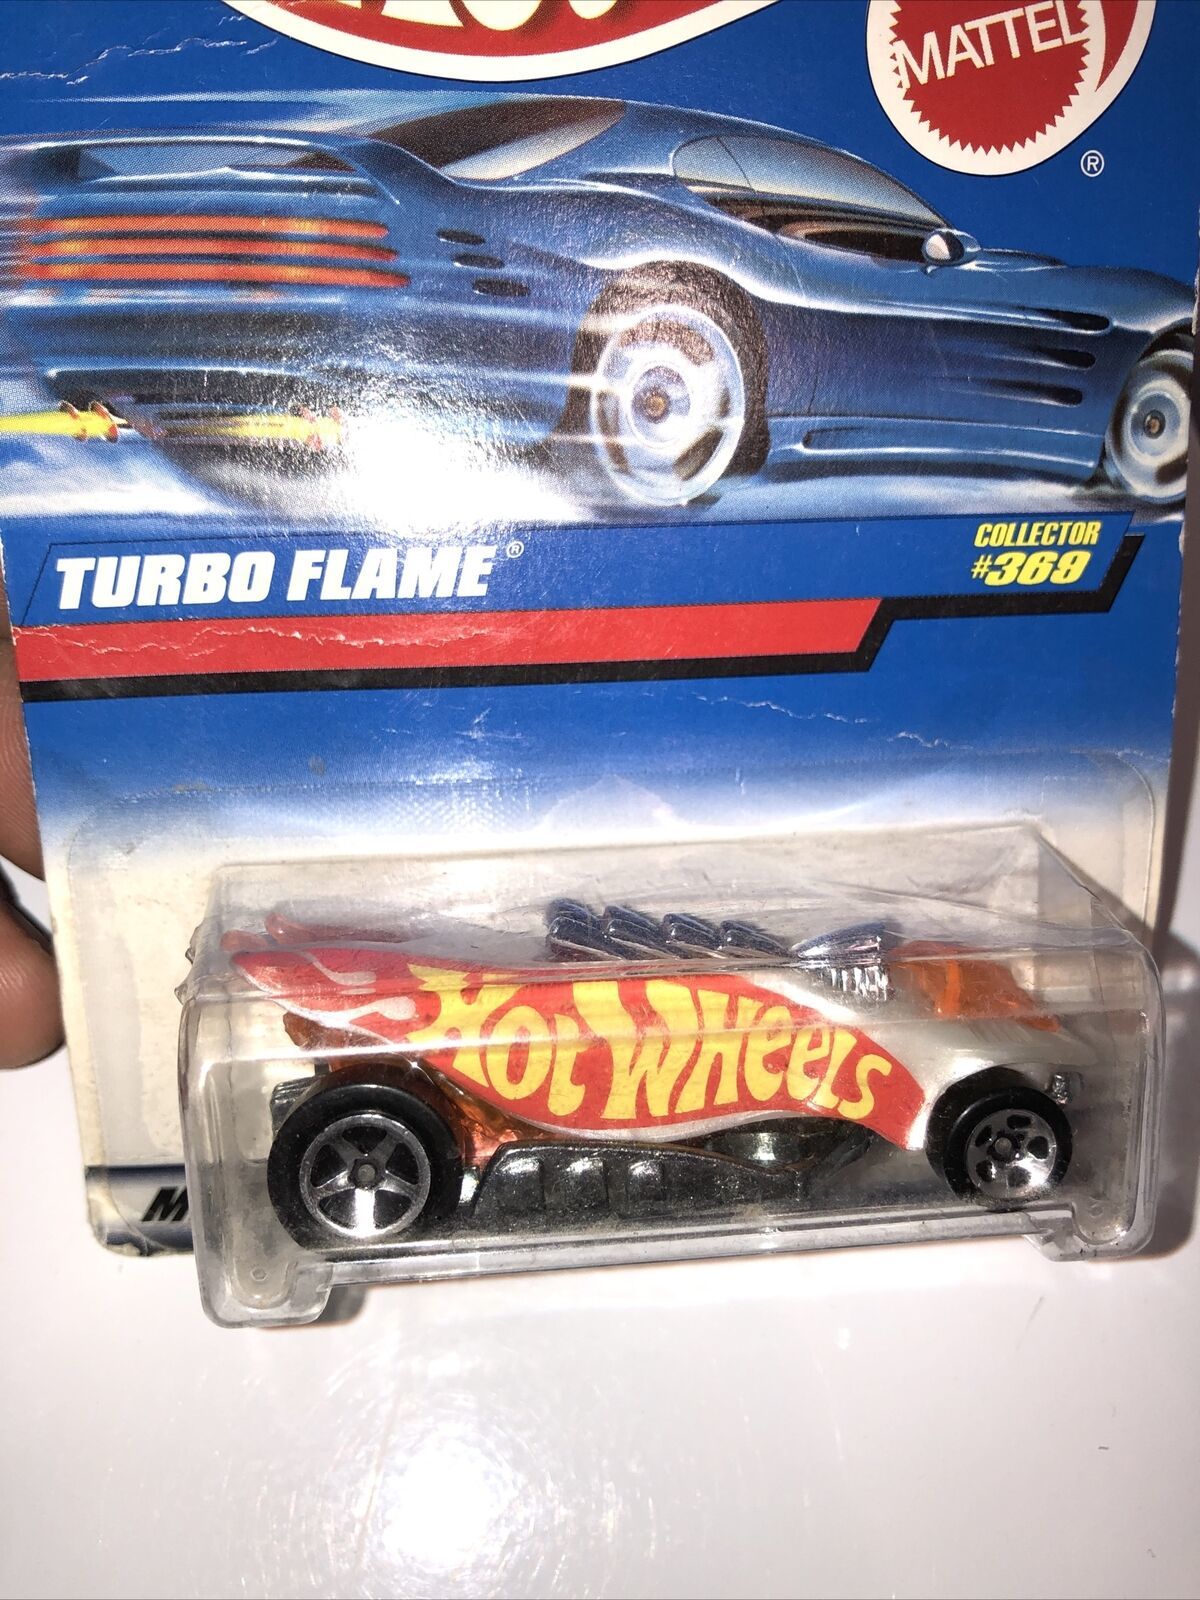 MATTEL
®
TURBO FLAME®
COLLECTOR
#369
Hot Wheels